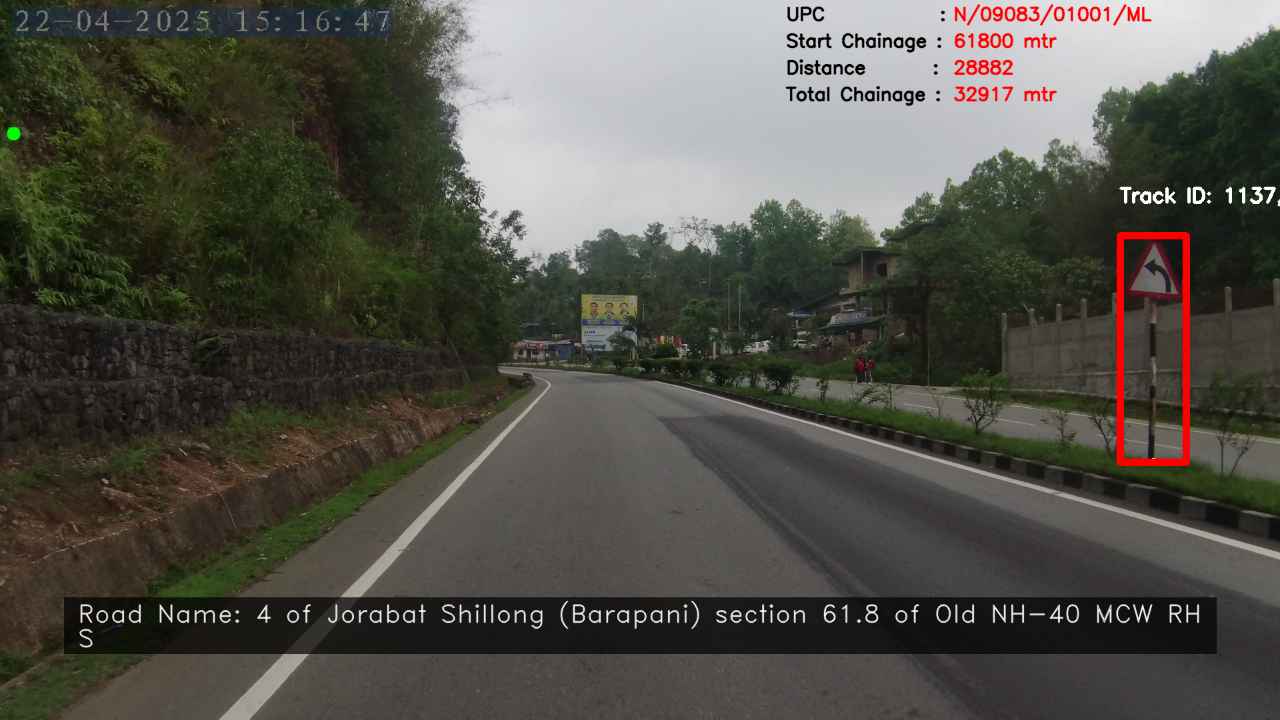 22-04-2025 15:16:47
UPC : N/09083/01001/ML
Start Chainage : 61800 mtr
Distance : 28882
Total Chainage : 32917 mtr
Track ID: 1137,
Road Name: 4 of Jorabat Shillong (Barapani) section 61.8 of Old NH-40 MCW RH
S